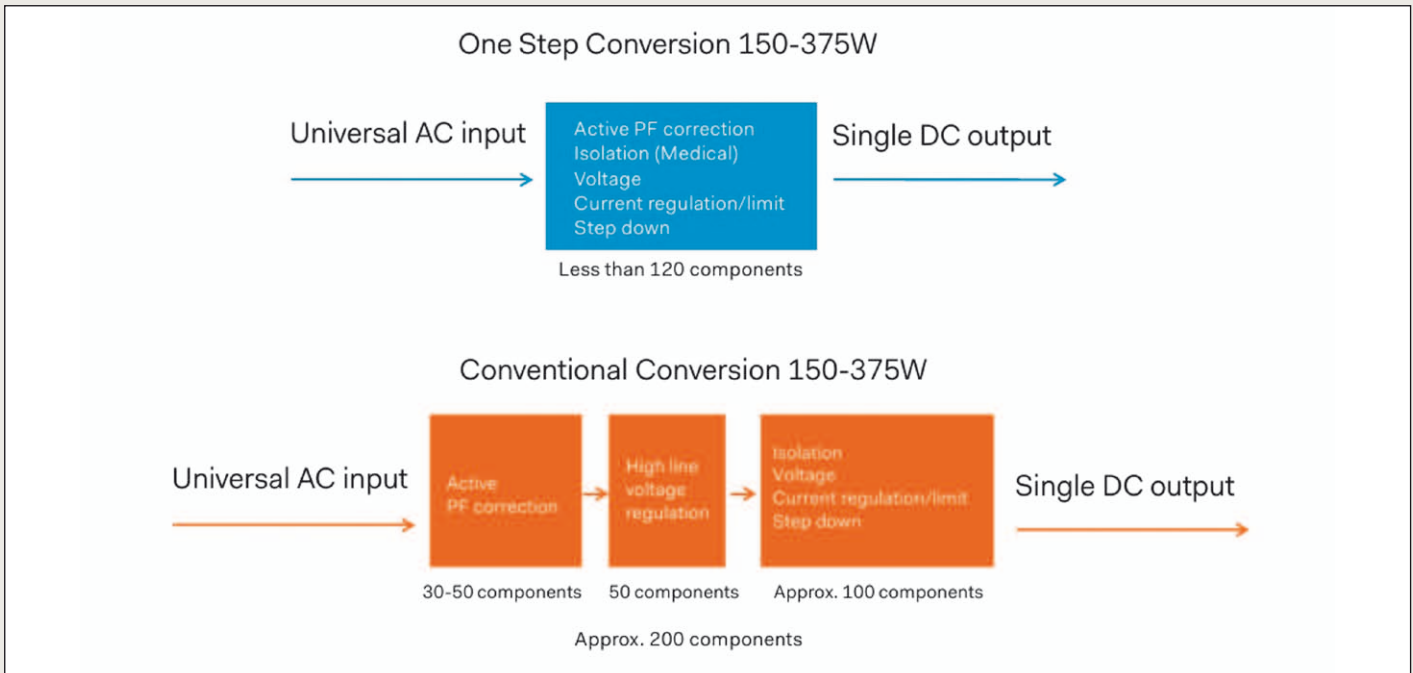 One Step Conversion 150-375W
Universal AC input
Active PF correction
Isolation (Medical)
Voltage
Current regulation/limit
Step down
Single DC output
Less than 120 components
Conventional Conversion 150-375W
Universal AC input
Active
PF correction
High line
voltage
regulation
Isolation
Voltage
Current regulation/limit
Step down
Single DC output
30-50 components
50 components
Approx. 100 components
Approx. 200 components